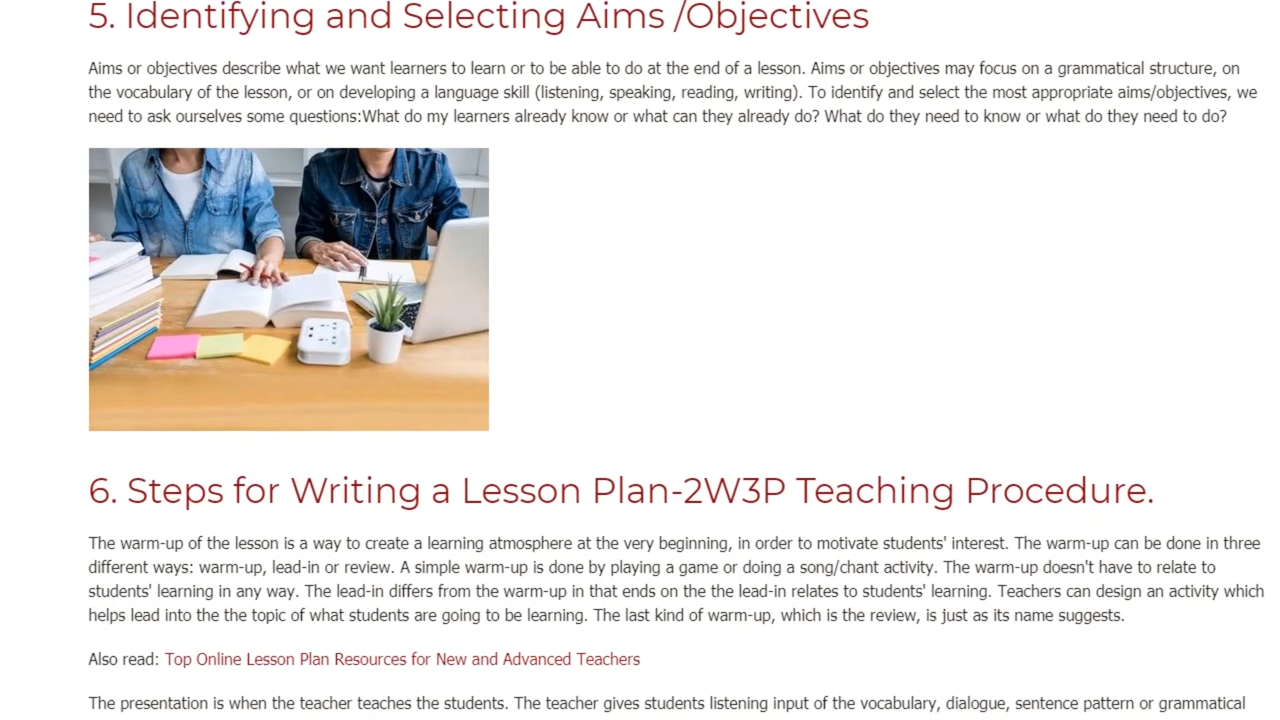 5. Identifying and Selecting Aims /Objectives
Aims or objectives describe what we want learners to learn or to be able to do at the end of a lesson. Aims or objectives may focus on a grammatical structure, on
the vocabulary of the lesson, or on developing a language skill (listening, speaking, reading, writing). To identify and select the most appropriate aims/objectives, we
need to ask ourselves some questions:What do my learners already know or what can they already do? What do they need to know or what do they need to do?
6. Steps for Writing a Lesson Plan-2W3P Teaching Procedure.
The warm-up of the lesson is a way to create a learning atmosphere at the very beginning, in order to motivate students' interest. The warm-up can be done in three
different ways: warm-up, lead-in or review. A simple warm-up is done by playing a game or doing a song/chant activity. The warm-up doesn't have to relate to
students' learning in any way. The lead-in differs from the warm-up in that ends on the the lead-in relates to students' learning. Teachers can design an activity which
helps lead into the the topic of what students are going to be learning. The last kind of warm-up, which is the review, is just as its name suggests.
Also read: Top Online Lesson Plan Resources for New and Advanced Teachers
The presentation is when the teacher teaches the students. The teacher gives students listening input of the vocabulary, dialogue, sentence pattern or grammatical